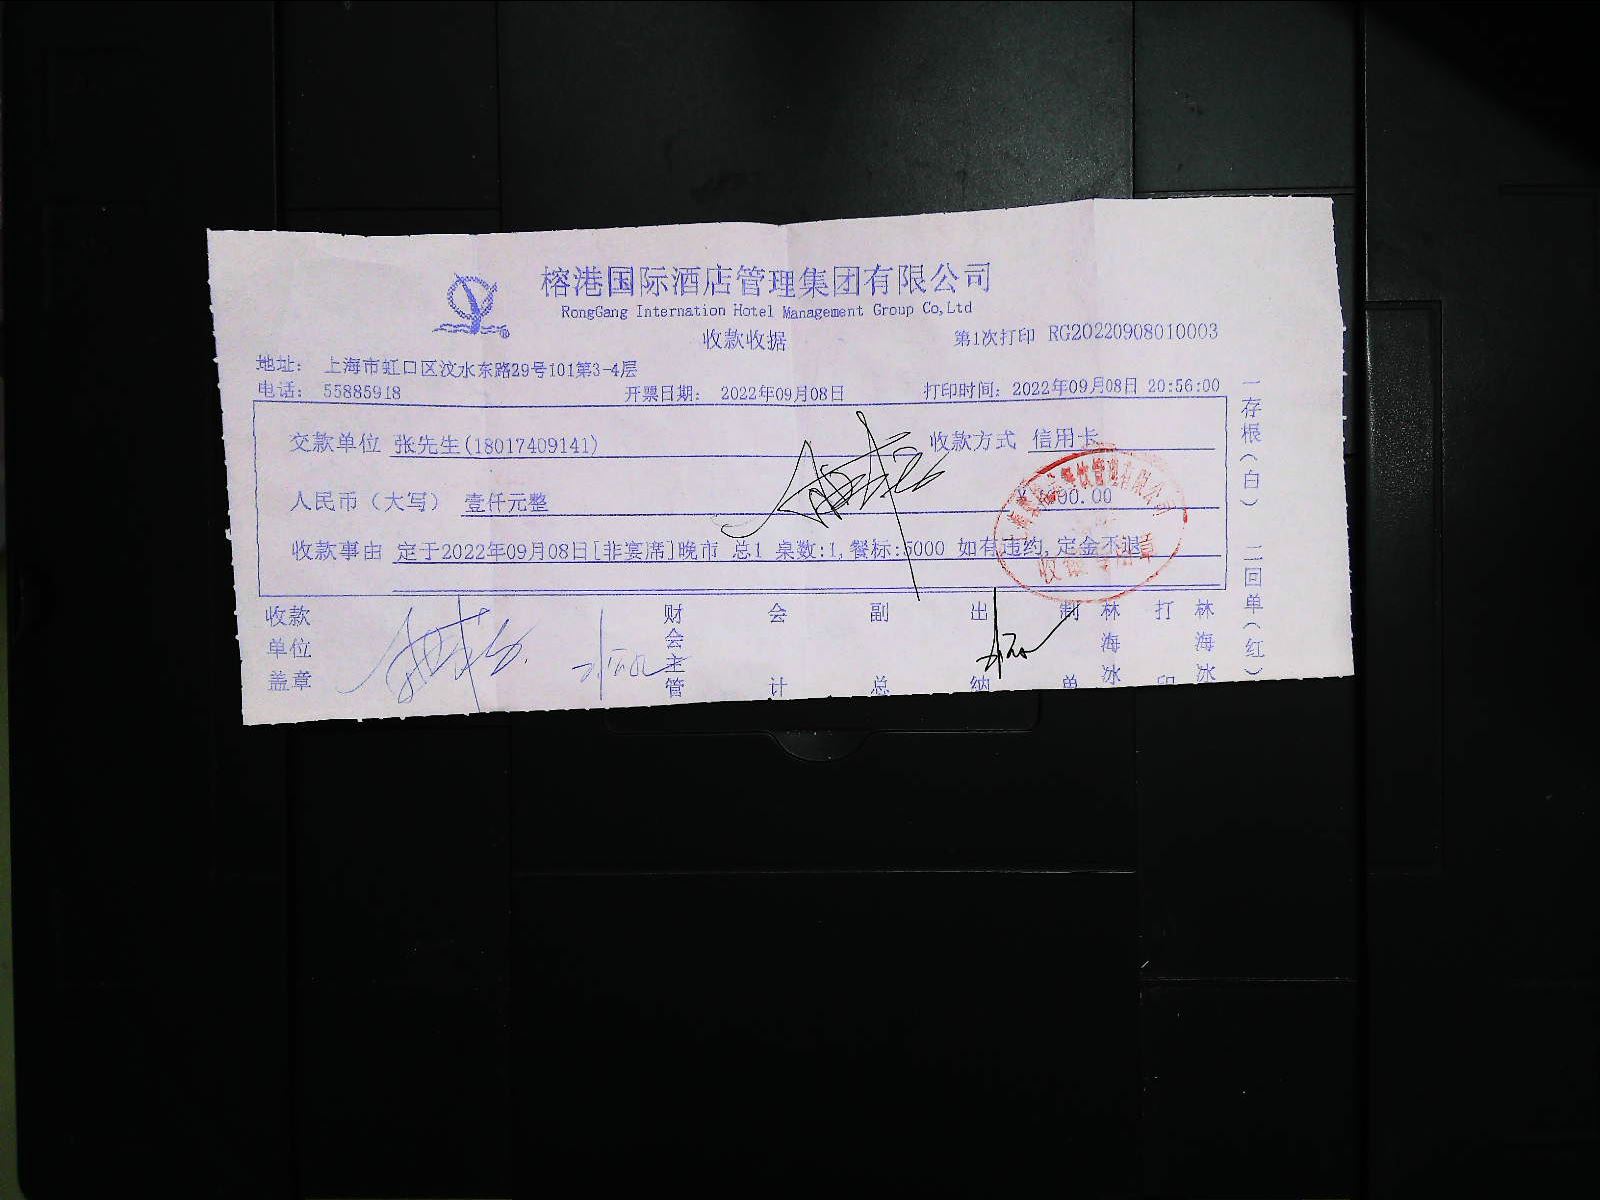 榕港国际酒店管理集团有限公司
RongGang Internation Hotel Management Group Co,Ltd
收款收据
第1次打印 RG20220908010003
地址: 上海市虹口区汶水东路29号101第3-4层
电话: 55885918 开票日期: 2022年09月08日 打印时间: 2022年09月08日 20:56:00
交款单位 张先生(18017409141) 收款方式 信用卡
人民币（大写） 壹仟元整 00.00
收款事由 定于2022年09月08日[非宴席]晚市 总1 桌数:1,餐标:5000 如有违约,定金不退
收款单位盖章 财会主管 会计 副总 出纳 制单 林海冰 打印 林海冰
一存根（白） 二回单（红）